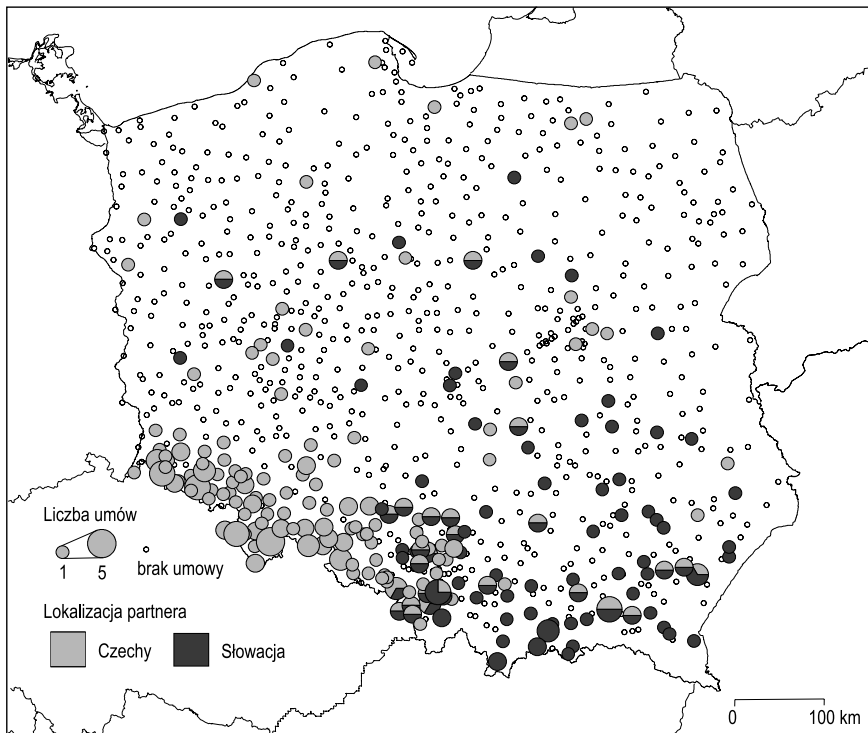 Liczba umów
1 5 brak umowy
Lokalizacja partnera
Czechy Słowacja
0 100 km